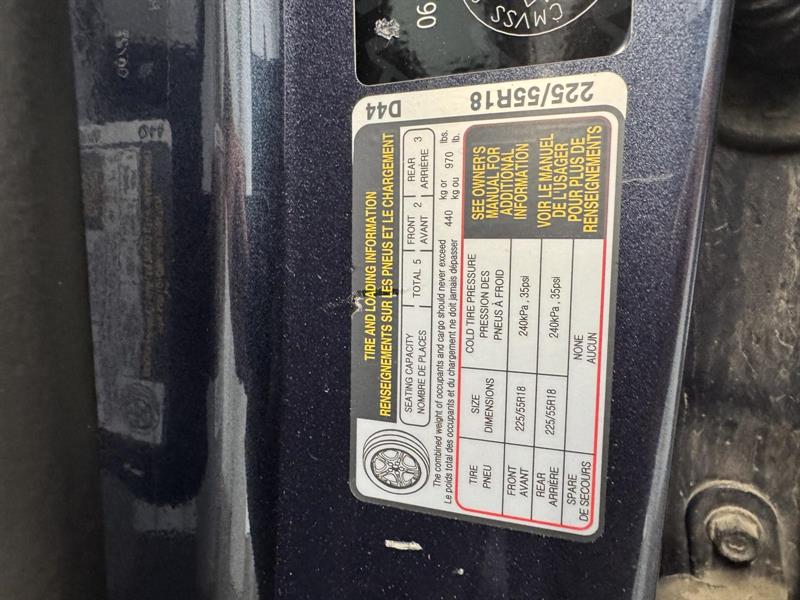 06
CMVSS
TIRE AND LOADING INFORMATION
RENSEIGNEMENTS SUR LES PNEUS ET LE CHARGEMENT
SEATING CAPACITY
NOMBRE DE PLACES
TOTAL 5
FRONT 2
AVANT
REAR 3
ARRIÈRE
The combined weight of occupants and cargo should never exceed 440 kg or 970 lbs.
Le poids total des occupants et du chargement ne doit jamais dépasser kg ou lb.
TIRE SIZE COLD TIRE PRESSURE
PNEU DIMENSIONS PRESSION DES
PNEUS À FROID
FRONT 225/55R18 240kPa , 35psi
AVANT
REAR 225/55R18 240kPa , 35psi
ARRIÈRE
SPARE NONE
DE SECOURS AUCUN
SEE OWNER'S
MANUAL FOR
ADDITIONAL
INFORMATION
VOIR LE MANUEL
DE L'USAGER
POUR PLUS DE
RENSEIGNEMENTS
D44 225/55R18